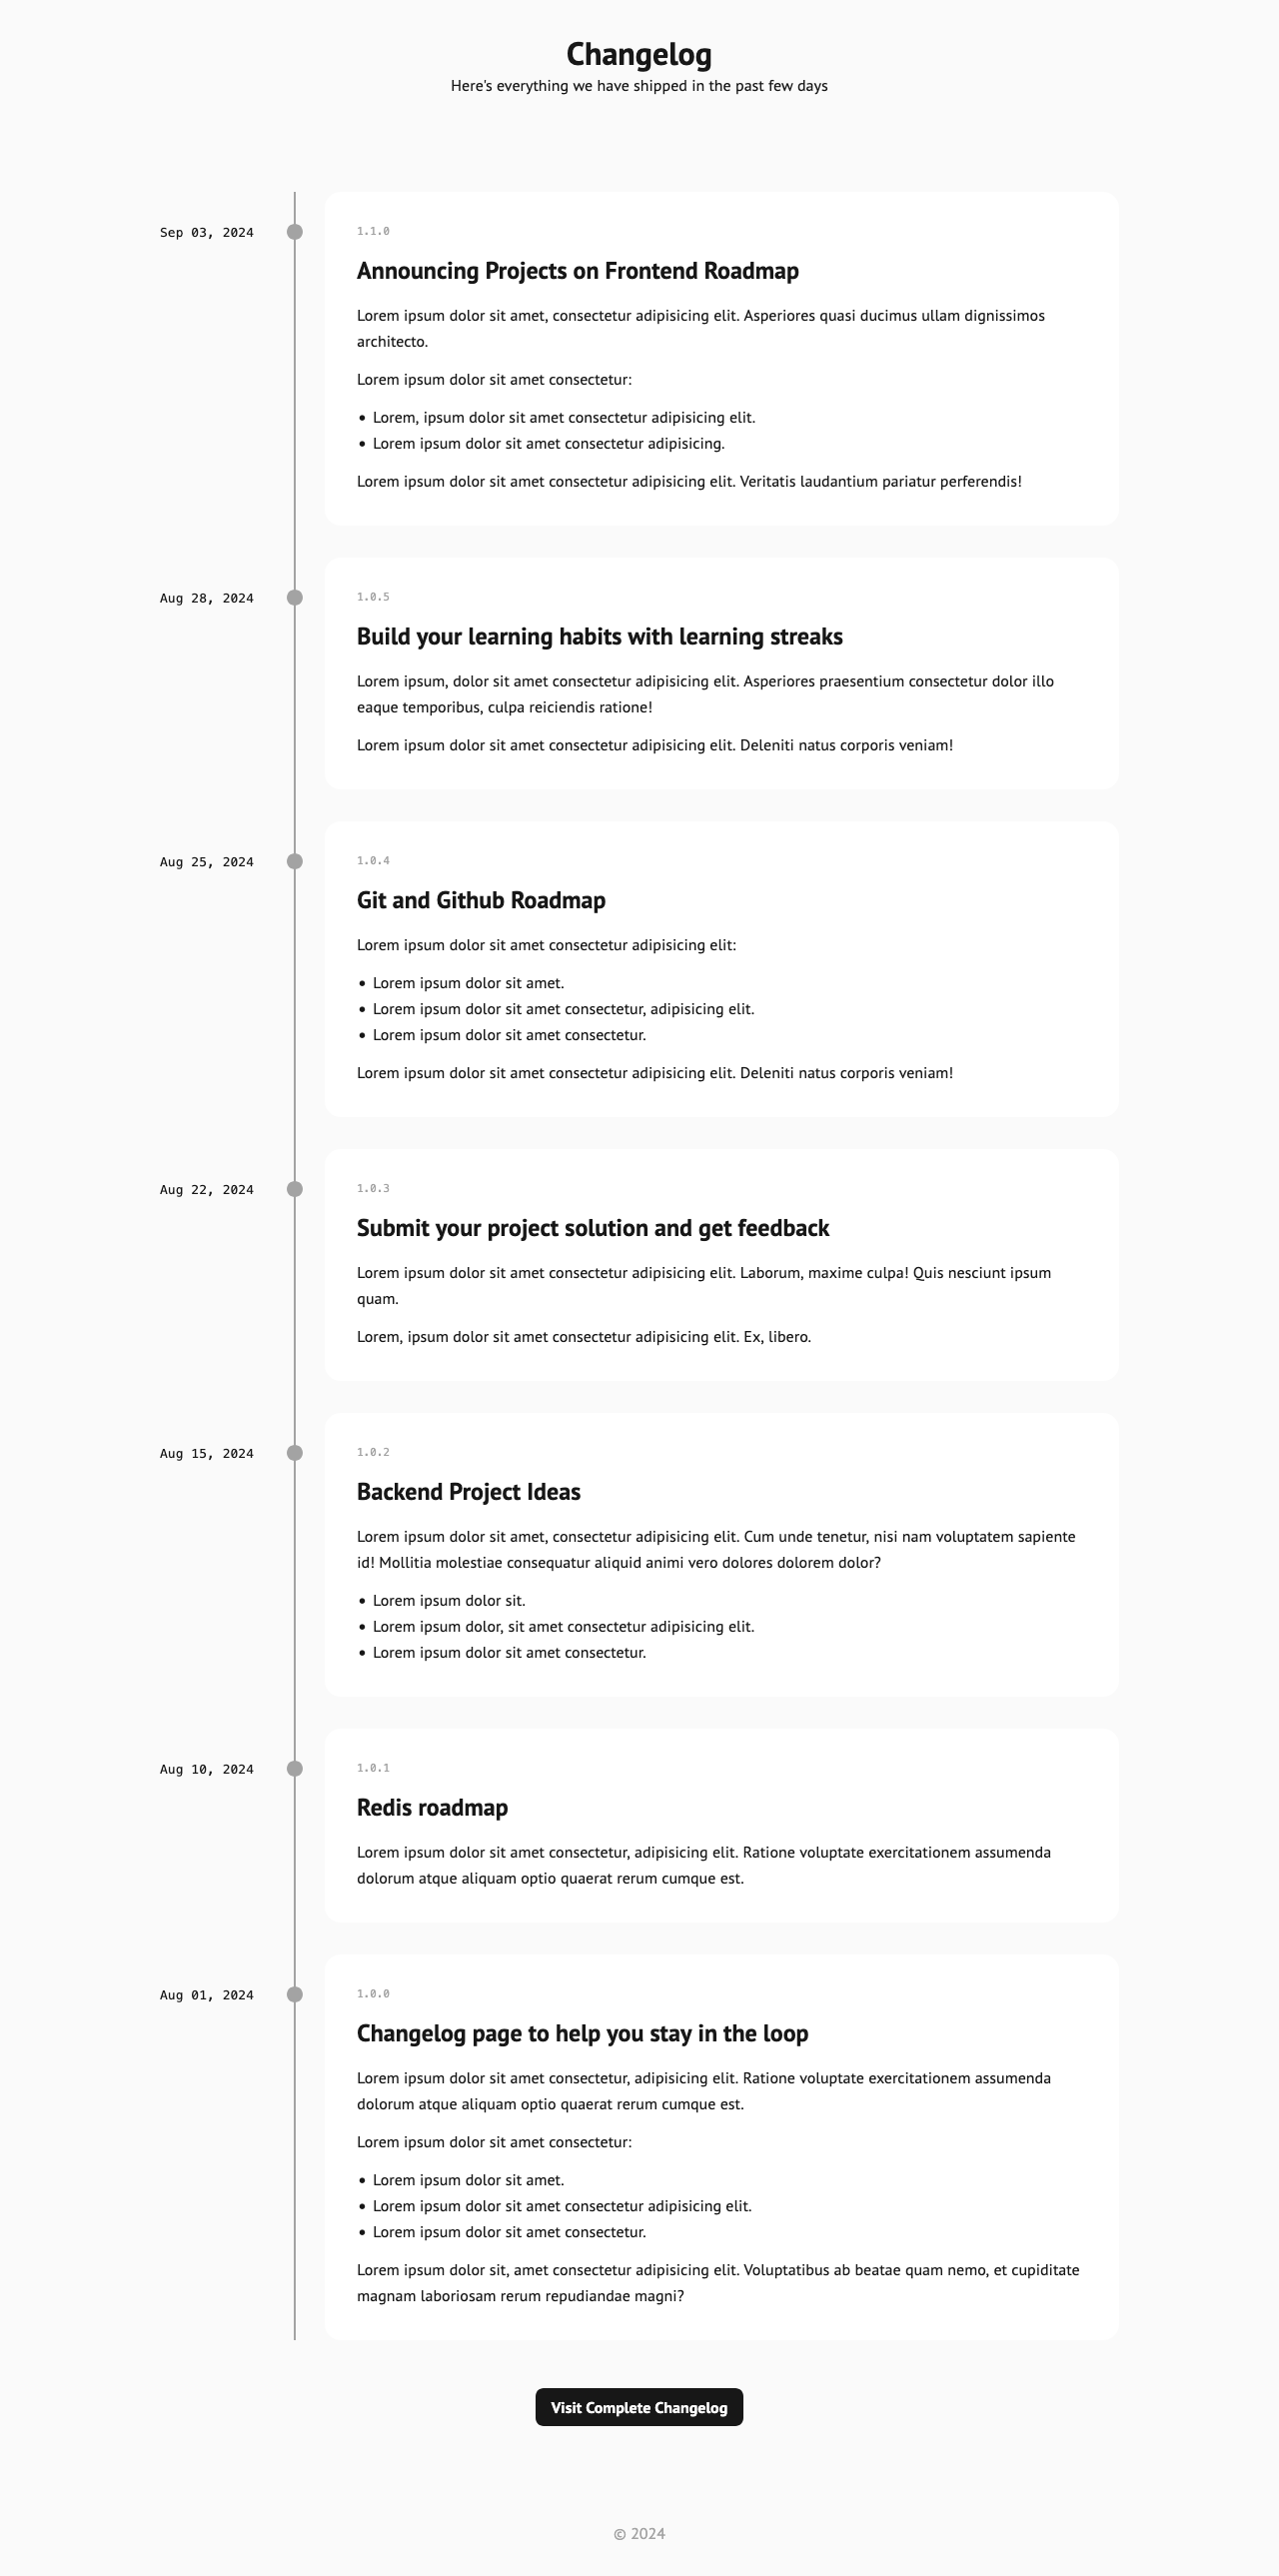 Changelog
Here's everything we have shipped in the past few days
Sep 03, 2024
1.1.0
Announcing Projects on Frontend Roadmap
Lorem ipsum dolor sit amet, consectetur adipisicing elit. Asperiores quasi ducimus ullam dignissimos
architecto.
Lorem ipsum dolor sit amet consectetur:
• Lorem, ipsum dolor sit amet consectetur adipisicing elit.
• Lorem ipsum dolor sit amet consectetur adipisicing.
Lorem ipsum dolor sit amet consectetur adipisicing elit. Veritatis laudantium pariatur perferendis!
Aug 28, 2024
1.0.5
Build your learning habits with learning streaks
Lorem ipsum, dolor sit amet consectetur adipisicing elit. Asperiores praesentium consectetur dolor illo
eaque temporibus, culpa reiciendis ratione!
Lorem ipsum dolor sit amet consectetur adipisicing elit. Deleniti natus corporis veniam!
Aug 25, 2024
1.0.4
Git and Github Roadmap
Lorem ipsum dolor sit amet consectetur adipisicing elit:
• Lorem ipsum dolor sit amet.
• Lorem ipsum dolor sit amet consectetur, adipisicing elit.
• Lorem ipsum dolor sit amet consectetur.
Lorem ipsum dolor sit amet consectetur adipisicing elit. Deleniti natus corporis veniam!
Aug 22, 2024
1.0.3
Submit your project solution and get feedback
Lorem ipsum dolor sit amet consectetur adipisicing elit. Laborum, maxime culpa! Quis nesciunt ipsum
quam.
Lorem, ipsum dolor sit amet consectetur adipisicing elit. Ex, libero.
Aug 15, 2024
1.0.2
Backend Project Ideas
Lorem ipsum dolor sit amet, consectetur adipisicing elit. Cum unde tenetur, nisi nam voluptatem sapiente
id! Mollitia molestiae consequatur aliquid animi vero dolores dolorem dolor?
• Lorem ipsum dolor sit.
• Lorem ipsum dolor, sit amet consectetur adipisicing elit.
• Lorem ipsum dolor sit amet consectetur.
Aug 10, 2024
1.0.1
Redis roadmap
Lorem ipsum dolor sit amet consectetur, adipisicing elit. Ratione voluptate exercitationem assumenda
dolorum atque aliquam optio quaerat rerum cumque est.
Aug 01, 2024
1.0.0
Changelog page to help you stay in the loop
Lorem ipsum dolor sit amet consectetur, adipisicing elit. Ratione voluptate exercitationem assumenda
dolorum atque aliquam optio quaerat rerum cumque est.
Lorem ipsum dolor sit amet consectetur:
• Lorem ipsum dolor sit amet.
• Lorem ipsum dolor sit amet consectetur adipisicing elit.
• Lorem ipsum dolor sit amet consectetur.
Lorem ipsum dolor sit, amet consectetur adipisicing elit. Voluptatibus ab beatae quam nemo, et cupiditate
magnam laboriosam rerum repudiandae magni?
Visit Complete Changelog
© 2024